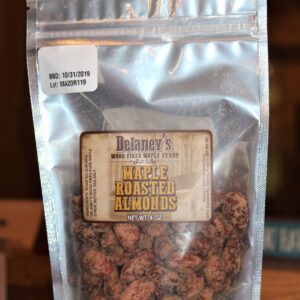 BBD: 10/31/2019
Lot: MA20R119
Delaney's
WOOD FIRED MAPLE SYRUP
MAPLE
ROASTED
ALMONDS
NET WT. 4 OZ